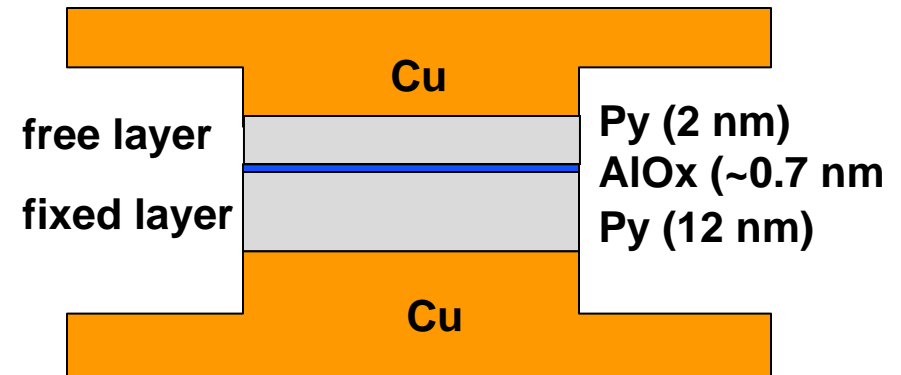 Cu
free layer
Py (2 nm)
AlOx (~0.7 nm
fixed layer
Py (12 nm)
Cu